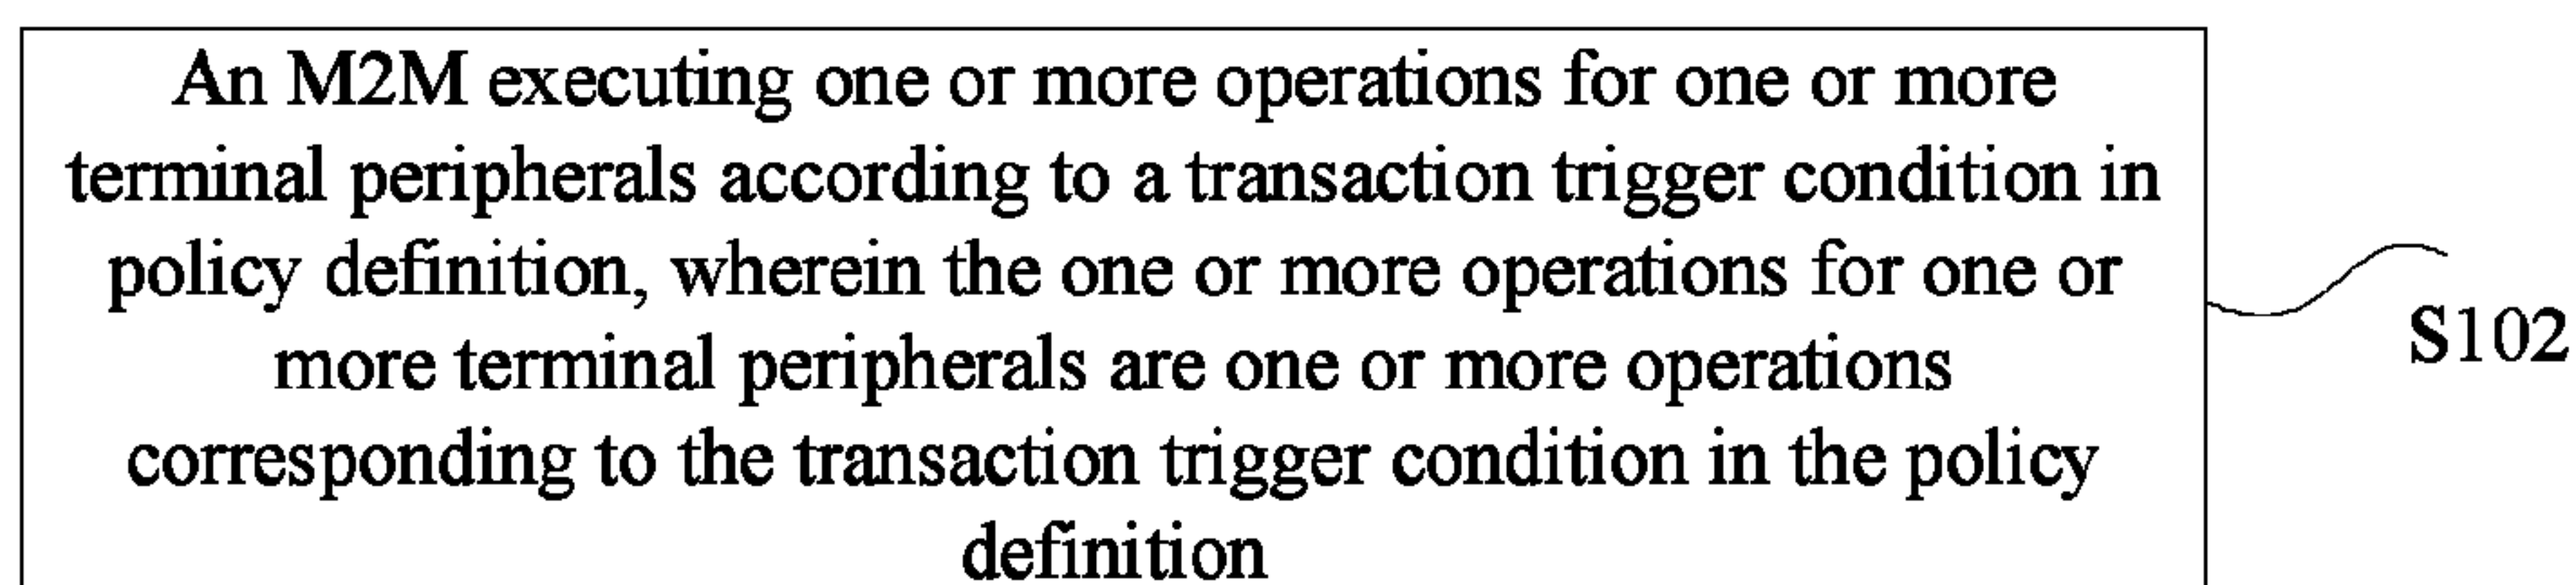 An M2M executing one or more operations for one or more
terminal peripherals according to a transaction trigger condition in
policy definition, wherein the one or more operations for one or
more terminal peripherals are one or more operations
corresponding to the transaction trigger condition in the policy
definition
S102